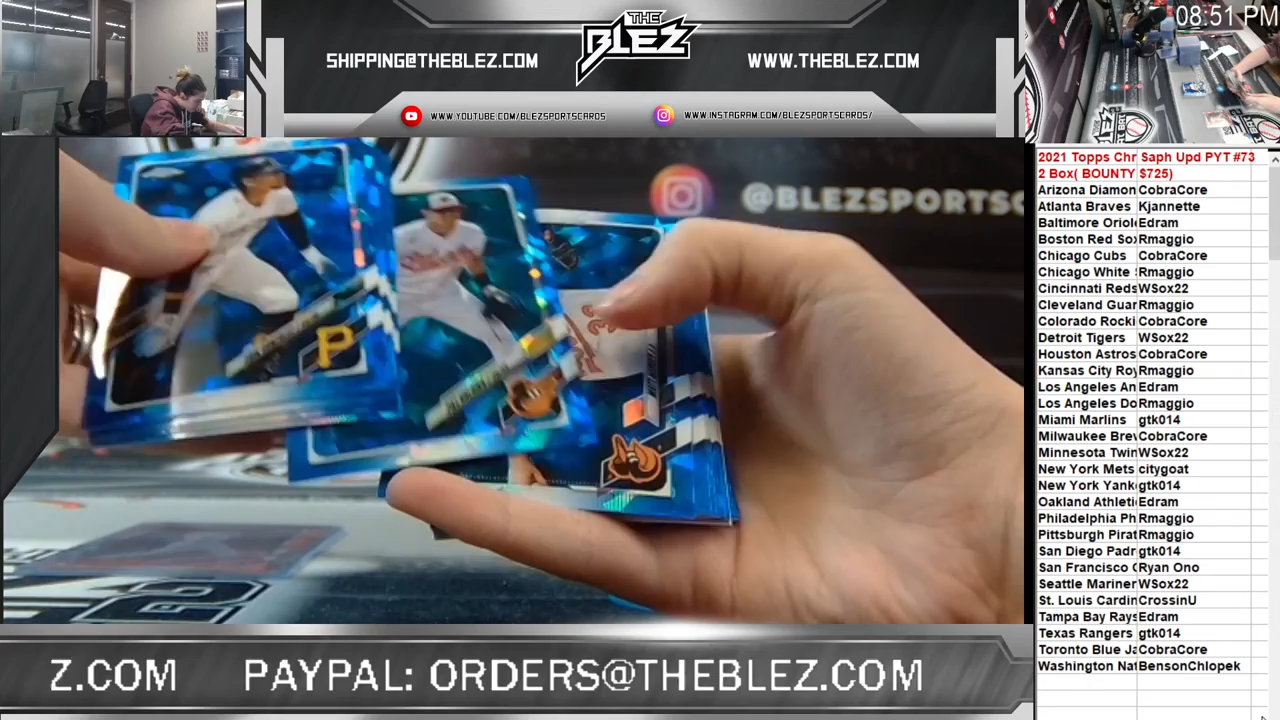 08:51 PM
THE
BLEZ
SHIPPING@THEBLEZ.COM
WWW.THEBLEZ.COM
WWW.YOUTUBE.COM/BLEZSPORTSCARDS
WWW.INSTAGRAM.COM/BLEZSPORTSCARDS/
@BLEZSPORTSC
P
2021 Topps Chr Saph Upd PYT #73
2 Box( BOUNTY $725)
Arizona Diamon CobraCore
Atlanta Braves Kjannette
Baltimore Oriol Edram
Boston Red Sox Rmaggio
Chicago Cubs CobraCore
Chicago White Rmaggio
Cincinnati Reds WSox22
Cleveland Guar Rmaggio
Colorado Rocki CobraCore
Detroit Tigers WSox22
Houston Astros CobraCore
Kansas City Roy Rmaggio
Los Angeles An Edram
Los Angeles Do Rmaggio
Miami Marlins gtk014
Milwaukee Brew CobraCore
Minnesota Twin WSox22
New York Mets citygoat
New York Yank gtk014
Oakland Athleti Edram
Philadelphia Ph Rmaggio
Pittsburgh Pirat Rmaggio
San Diego Padr gtk014
San Francisco G Ryan Ono
Seattle Mariner WSox22
St. Louis Cardin CrossinU
Tampa Bay Rays Edram
Texas Rangers gtk014
Toronto Blue Ja CobraCore
Washington Nat BensonChlopek
Z.COM PAYPAL: ORDERS@THEBLEZ.COM